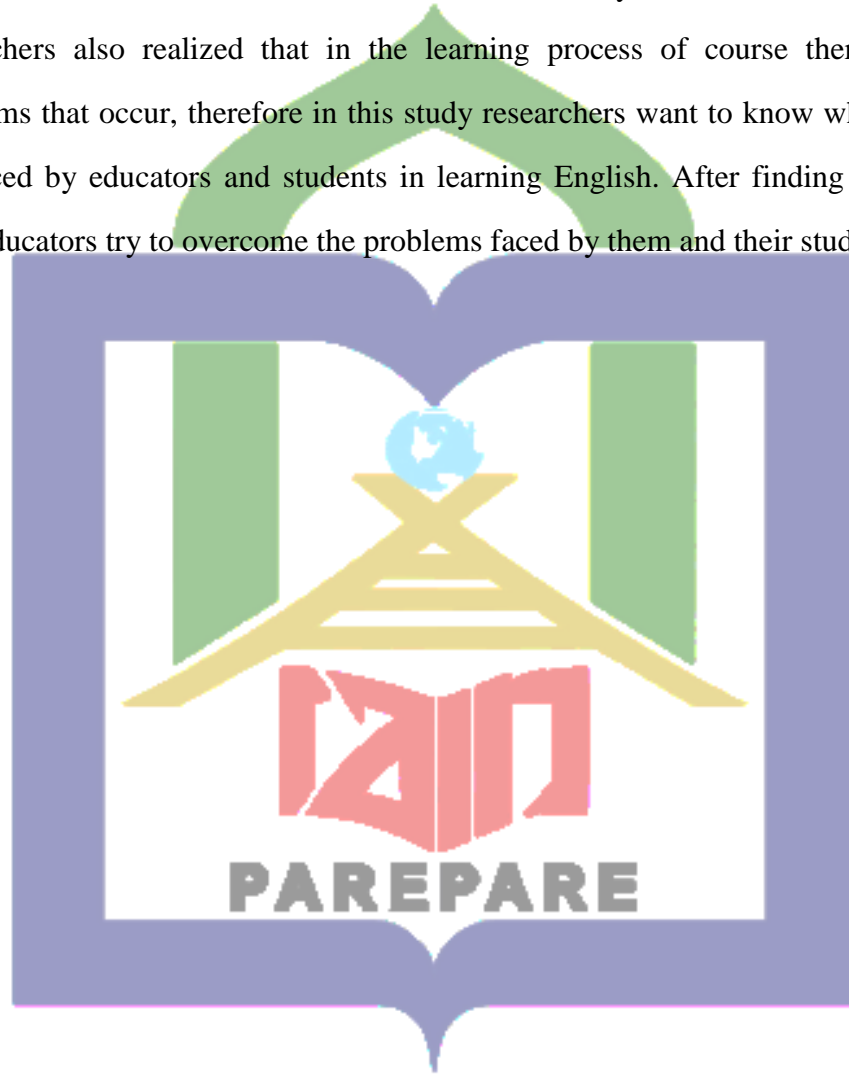 chers also realized that in the learning process of course ther
ms that occur, therefore in this study researchers want to know wh
ced by educators and students in learning English. After finding
ducators try to overcome the problems faced by them and their stud
iain
PAREPARE